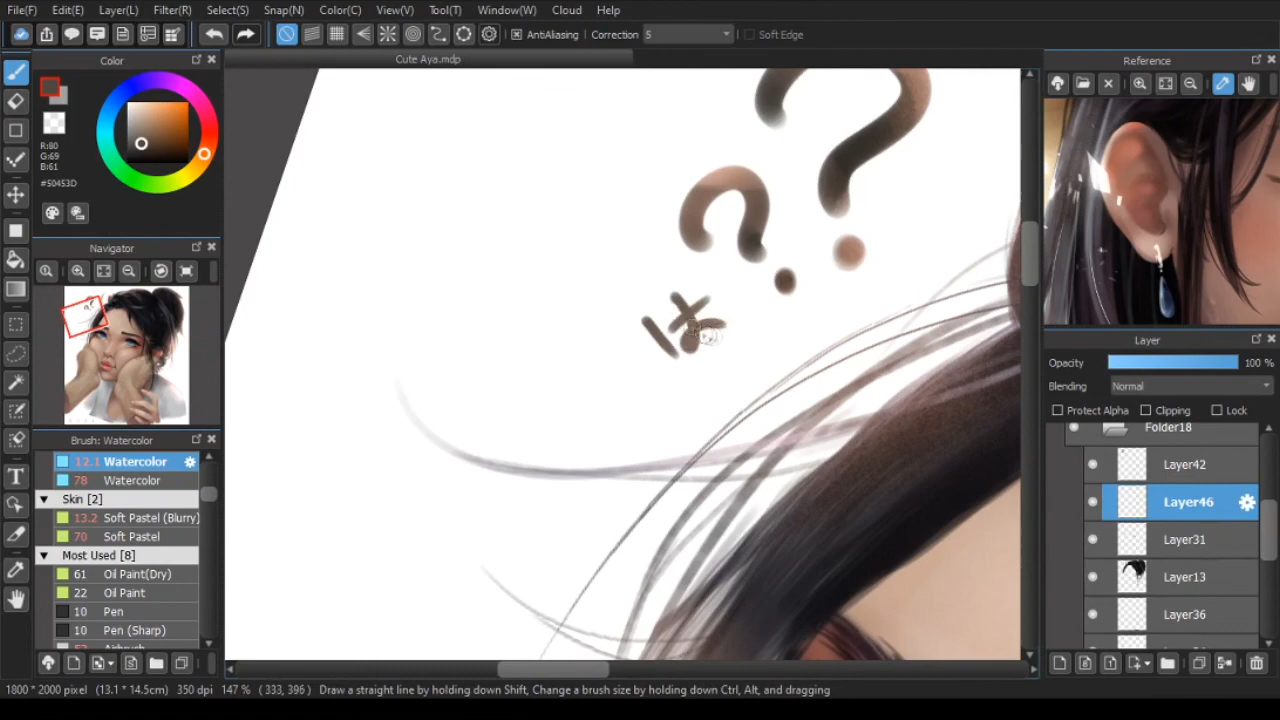 File(F) Edit(E) Layer(L) Filter(R) Select(S) Snap(N) Color(C) View(V) Tool(T) Window(W) Cloud Help
AntiAliasing Correction 5 Soft Edge
Color
Cute Aya.mdp
Reference
R:80
G:69
B:61
#50453D
Navigator
Brush: Watercolor
12.1 Watercolor
78 Watercolor
Skin [2]
13.2 Soft Pastel (Blurry)
70 Soft Pastel
Most Used [8]
61 Oil Paint(Dry)
22 Oil Paint
10 Pen
10 Pen (Sharp)
? ?
は
Layer
Opacity 100 %
Blending Normal
Protect Alpha Clipping Lock
Folder18
Layer42
Layer46
Layer31
Layer13
Layer36
1800 * 2000 pixel (13.1 * 14.5cm) 350 dpi 147 % ( 333, 396 ) Draw a straight line by holding down Shift, Change a brush size by holding down Ctrl, Alt, and dragging